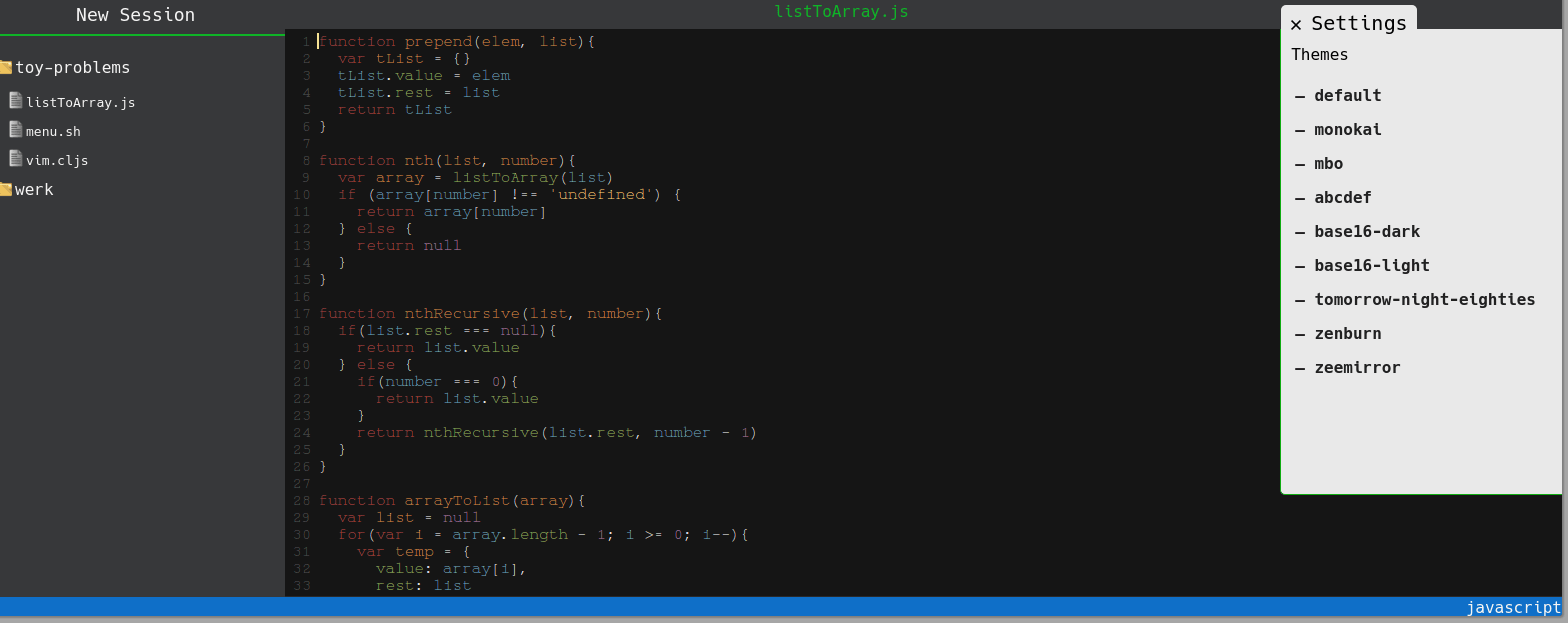 New Session
toy-problems
listToArray.js
menu.sh
vim.cljs
werk
listToArray.js
1 function prepend(elem, list){
2   var tList = {}
3   tList.value = elem
4   tList.rest = list
5   return tList
6 }
7
8 function nth(list, number){
9   var array = listToArray(list)
10   if (array[number] !== 'undefined') {
11     return array[number]
12   } else {
13     return null
14   }
15 }
16
17 function nthRecursive(list, number){
18   if(list.rest === null){
19     return list.value
20   } else {
21     if(number === 0){
22       return list.value
23     }
24     return nthRecursive(list.rest, number - 1)
25   }
26 }
27
28 function arrayToList(array){
29   var list = null
30   for(var i = array.length - 1; i >= 0; i--){
31     var temp = {
32       value: array[i],
33       rest: list
× Settings
Themes
– default
– monokai
– mbo
– abcdef
– base16-dark
– base16-light
– tomorrow-night-eighties
– zenburn
– zeemirror
javascript